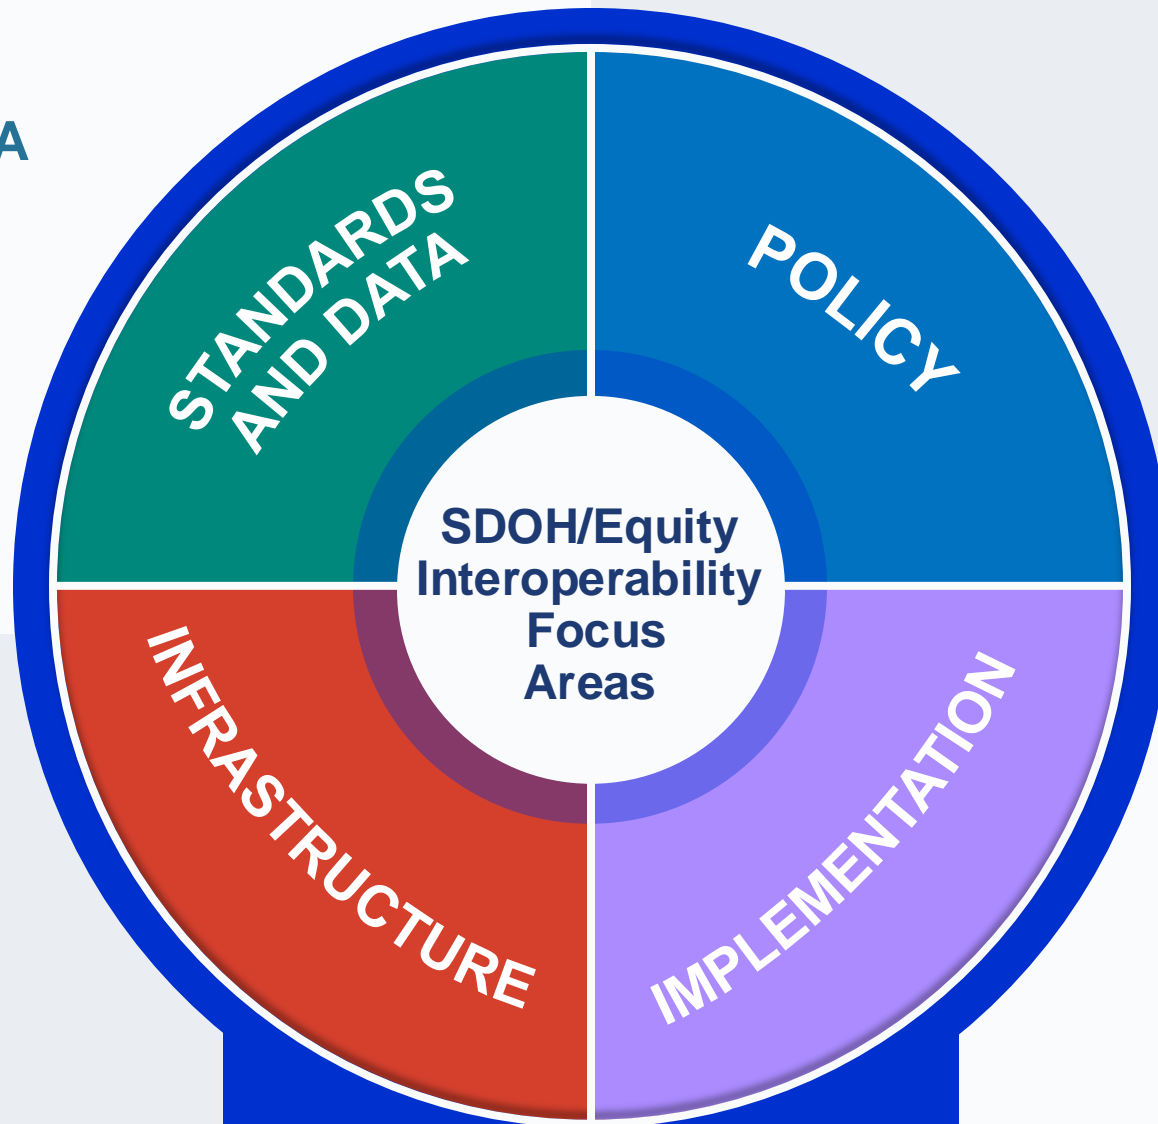 A
STANDARDS
AND DATA
POLICY
SDOH/Equity
Interoperability
Focus
Areas
INFRASTRUCTURE
IMPLEMENTATION